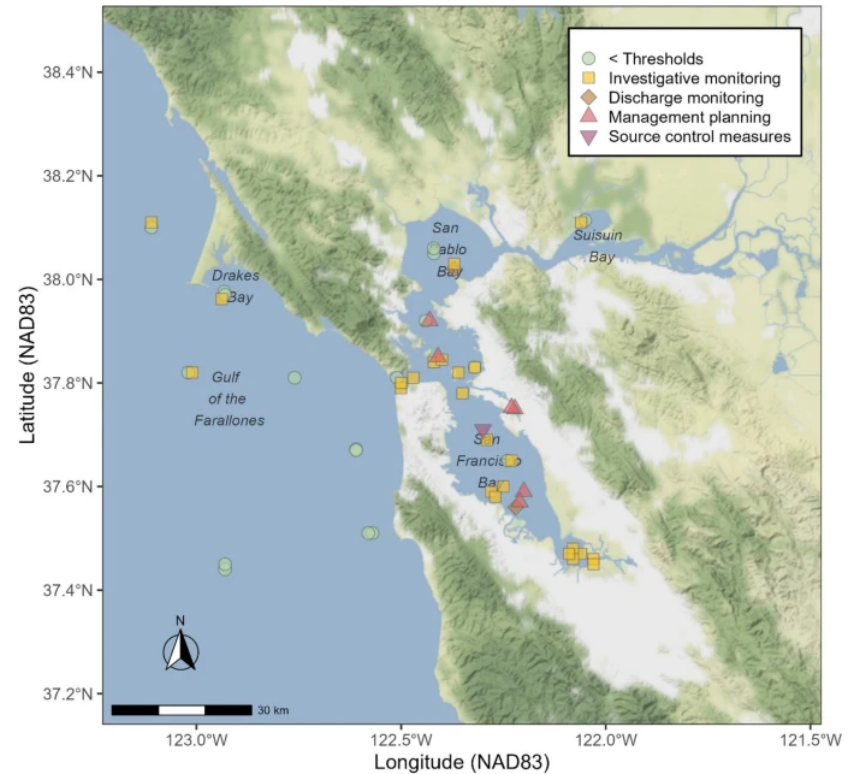 < Thresholds
Investigative monitoring
Discharge monitoring
Management planning
Source control measures
38.4°N
38.2°N
38.0°N
37.8°N
37.6°N
37.4°N
37.2°N
Latitude (NAD83)
San
ablo
Bay
Suisuin
Bay
Drakes
Bay
Gulf
of the
Farallones
San
Francisco
Bay
N
30 km
123.0°W
122.5°W
122.0°W
121.5°W
Longitude (NAD83)